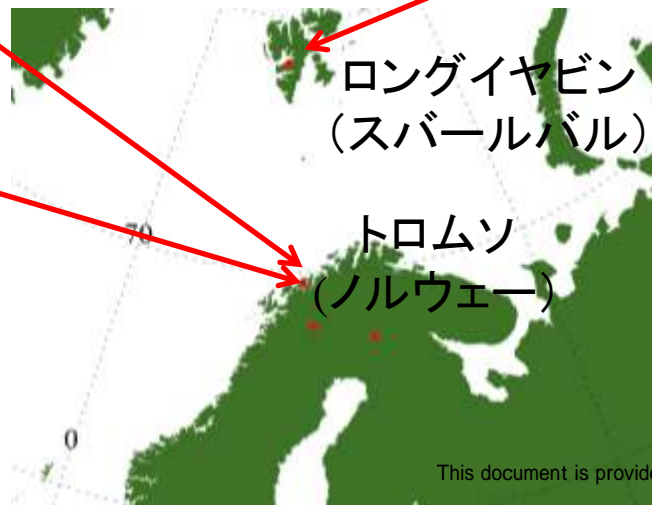 ロングイヤビン
（スバールバル）
70
トロムソ
(ノルウェー）
0
This document is provide